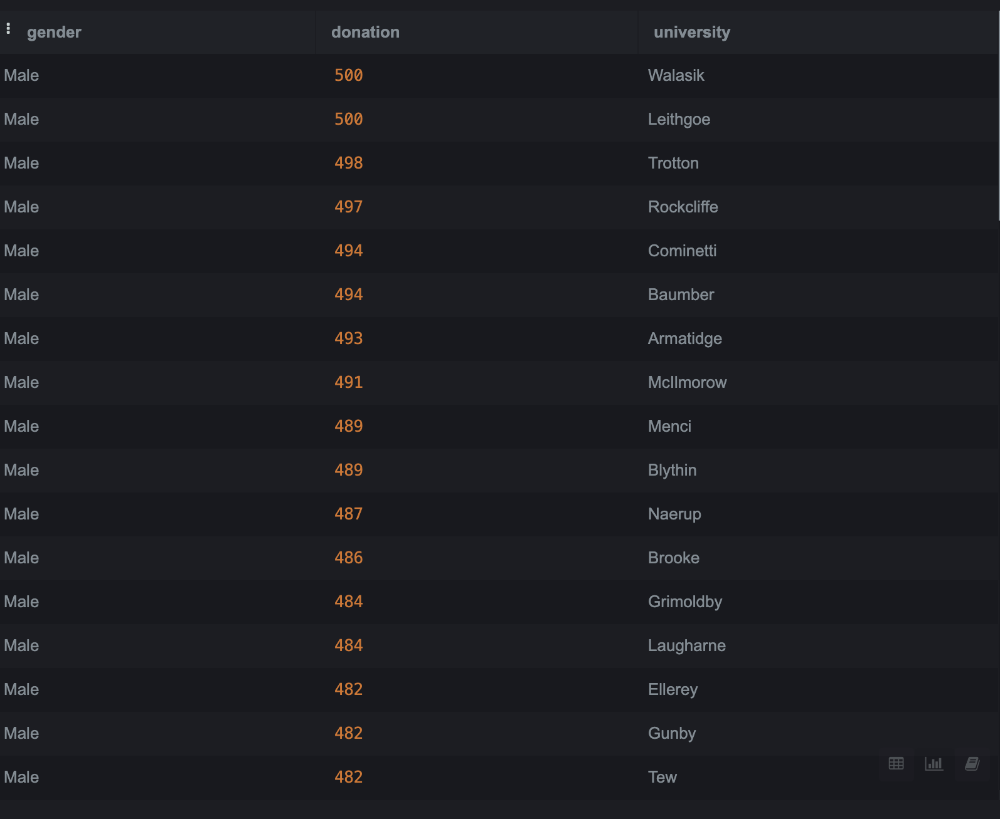 gender donation university
Male 500 Walasik
Male 500 Leithgoe
Male 498 Trotton
Male 497 Rockcliffe
Male 494 Cominetti
Male 494 Baumber
Male 493 Armatidge
Male 491 McIlmorow
Male 489 Menci
Male 489 Blythin
Male 487 Naerup
Male 486 Brooke
Male 484 Grimoldby
Male 484 Laugharne
Male 482 Ellerey
Male 482 Gunby
Male 482 Tew